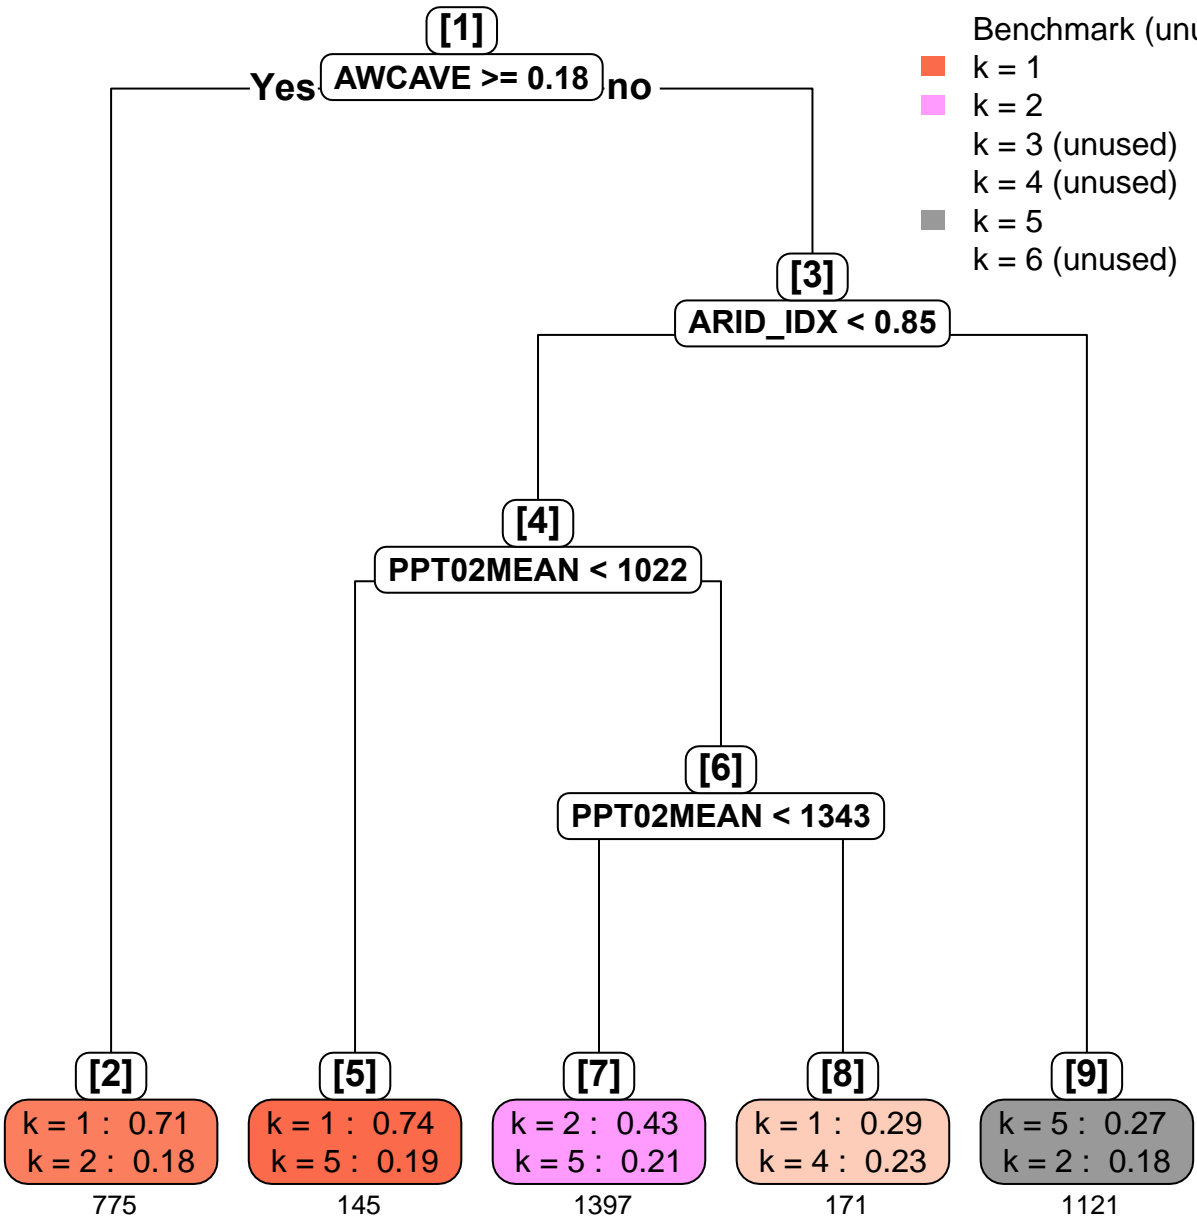 [1]
AWCAVE >= 0.18
Yes
no
Benchmark (unu
k = 1
k = 2
k = 3 (unused)
k = 4 (unused)
k = 5
k = 6 (unused)
[3]
ARID_IDX < 0.85
[4]
PPT02MEAN < 1022
[6]
PPT02MEAN < 1343
[2]
k = 1 : 0.71
k = 2 : 0.18
775
[5]
k = 1 : 0.74
k = 5 : 0.19
145
[7]
k = 2 : 0.43
k = 5 : 0.21
1397
[8]
k = 1 : 0.29
k = 4 : 0.23
171
[9]
k = 5 : 0.27
k = 2 : 0.18
1121